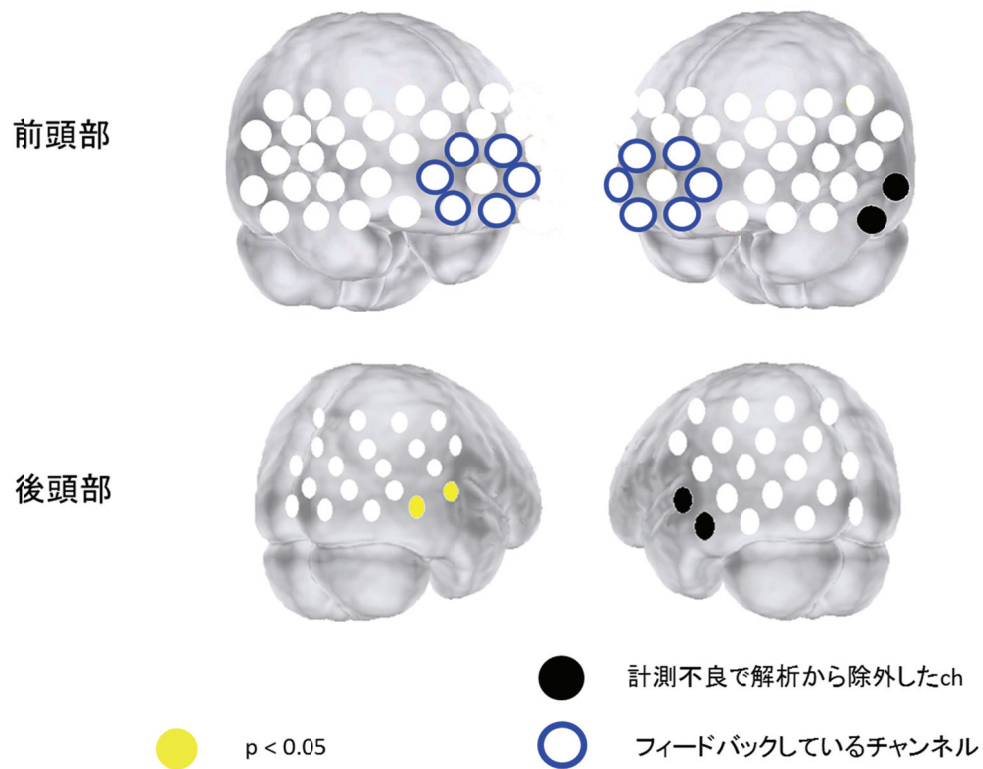 前頭部
後頭部
計測不良で解析から除外したch
p < 0.05
フィードバックしているチャンネル